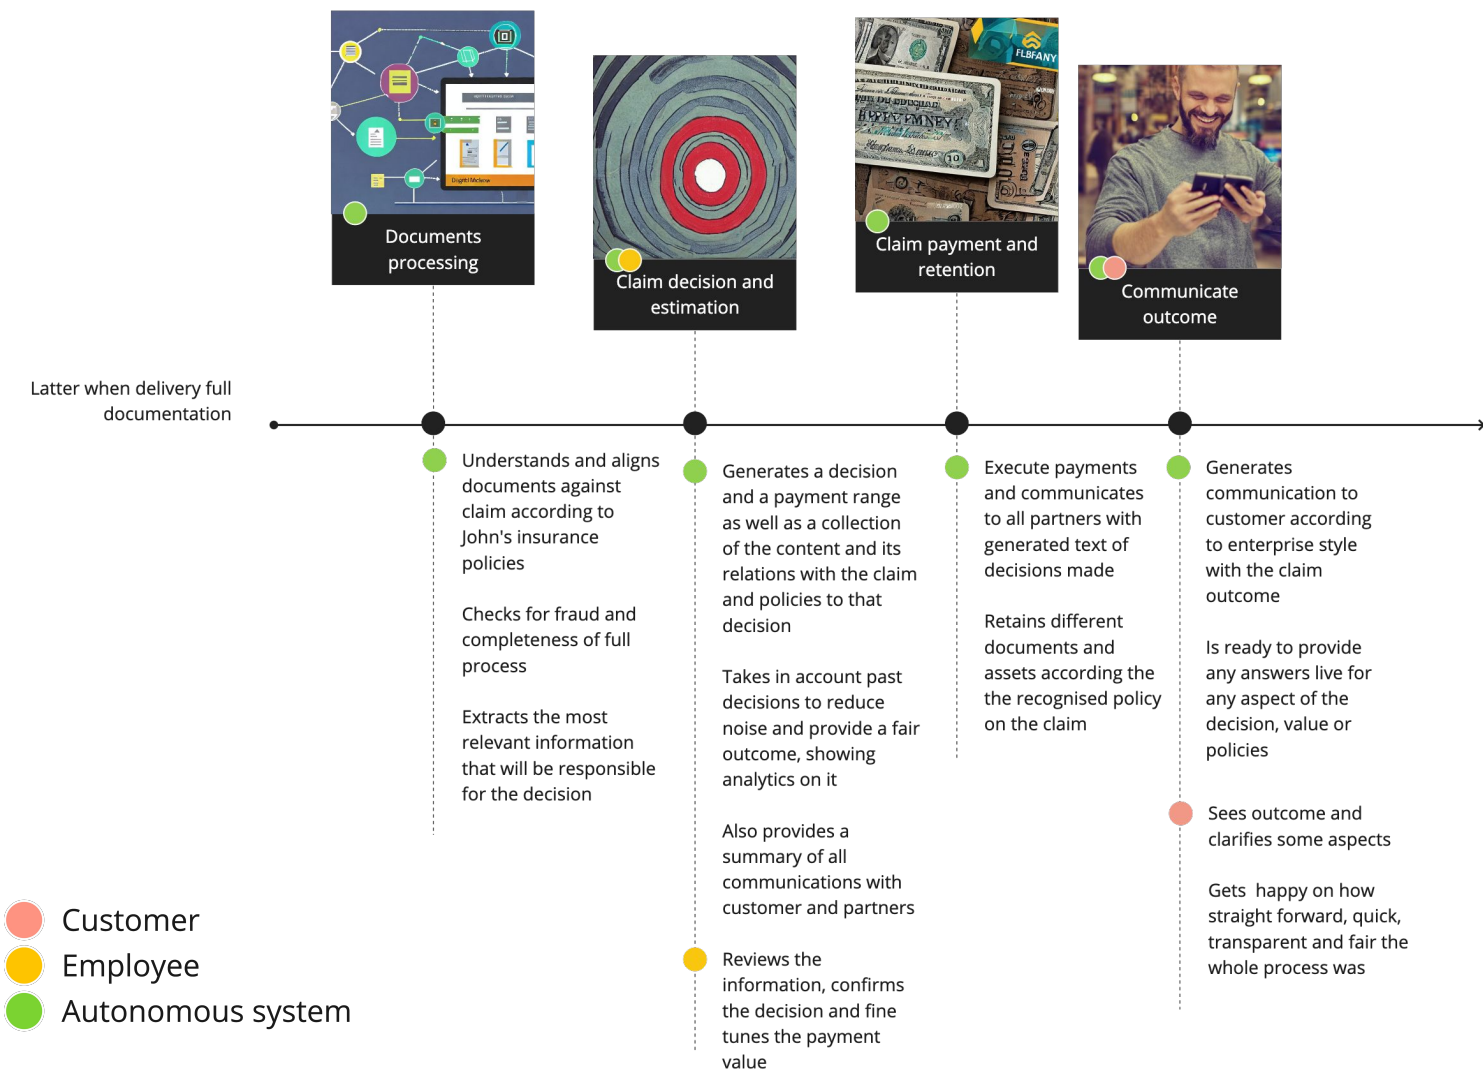 FLBFANY
10
Documents
processing
Claim decision and
estimation
Claim payment and
retention
Communicate
outcome
Latter when delivery full
documentation
Understands and aligns
documents against
claim according to
John's insurance
policies
Checks for fraud and
completeness of full
process
Extracts the most
relevant information
that will be responsible
for the decision
Generates a decision
and a payment range
as well as a collection
of the content and its
relations with the claim
and policies to that
decision
Takes in account past
decisions to reduce
noise and provide a fair
outcome, showing
analytics on it
Also provides a
summary of all
communications with
customer and partners
Reviews the
information, confirms
the decision and fine
tunes the payment
value
Execute payments
and communicates
to all partners with
generated text of
decisions made
Retains different
documents and
assets according the
the recognised policy
on the claim
Generates
communication to
customer according
to enterprise style
with the claim
outcome
Is ready to provide
any answers live for
any aspect of the
decision, value or
policies
Sees outcome and
clarifies some aspects
Gets  happy on how
straight forward, quick,
transparent and fair the
whole process was
Customer
Employee
Autonomous system